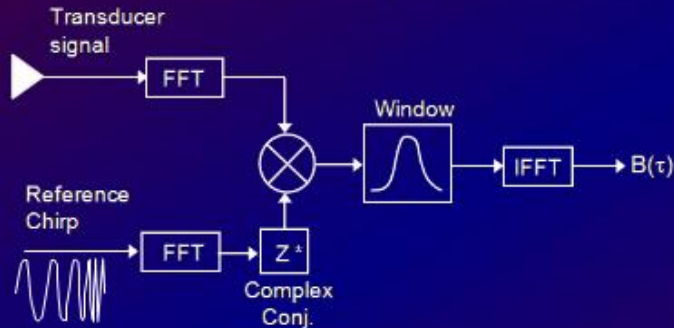 Transducer
signal
FFT
Window
IFFT
B(τ)
Reference
Chirp
FFT
Z*
Complex
Conj.